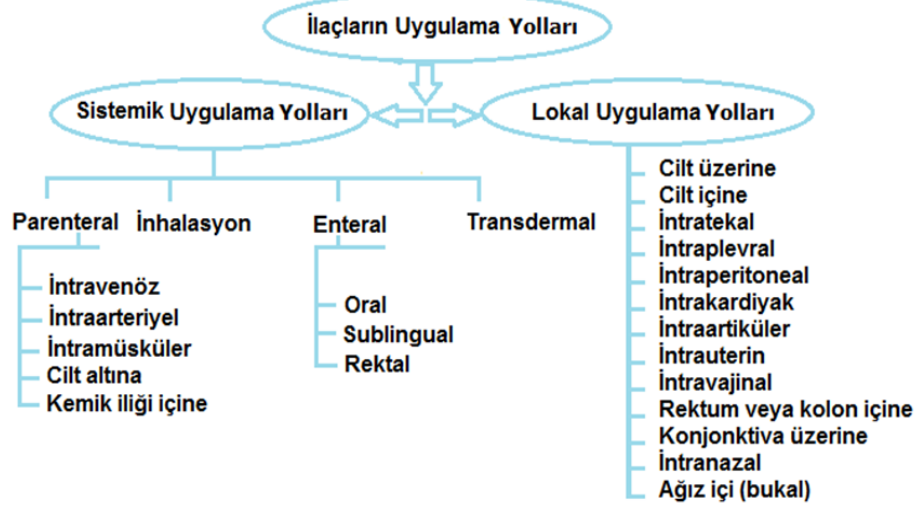 İlaçların Uygulama Yolları
Sistemik Uygulama Yolları
Lokal Uygulama Yolları
Parenteral
İnhalasyon
Enteral
Transdermal
İntravenöz
İntraarteriyel
İntramüsküler
Cilt altına
Kemik iliği içine
Oral
Sublingual
Rektal
Cilt üzerine
Cilt içine
İntratekal
İntraplevral
İntraperitoneal
İntrakardiyak
İntraartiküler
İntrauterin
İntravajinal
Rektum veya kolon içine
Konjonktiva üzerine
İntranazal
Ağız içi (bukal)